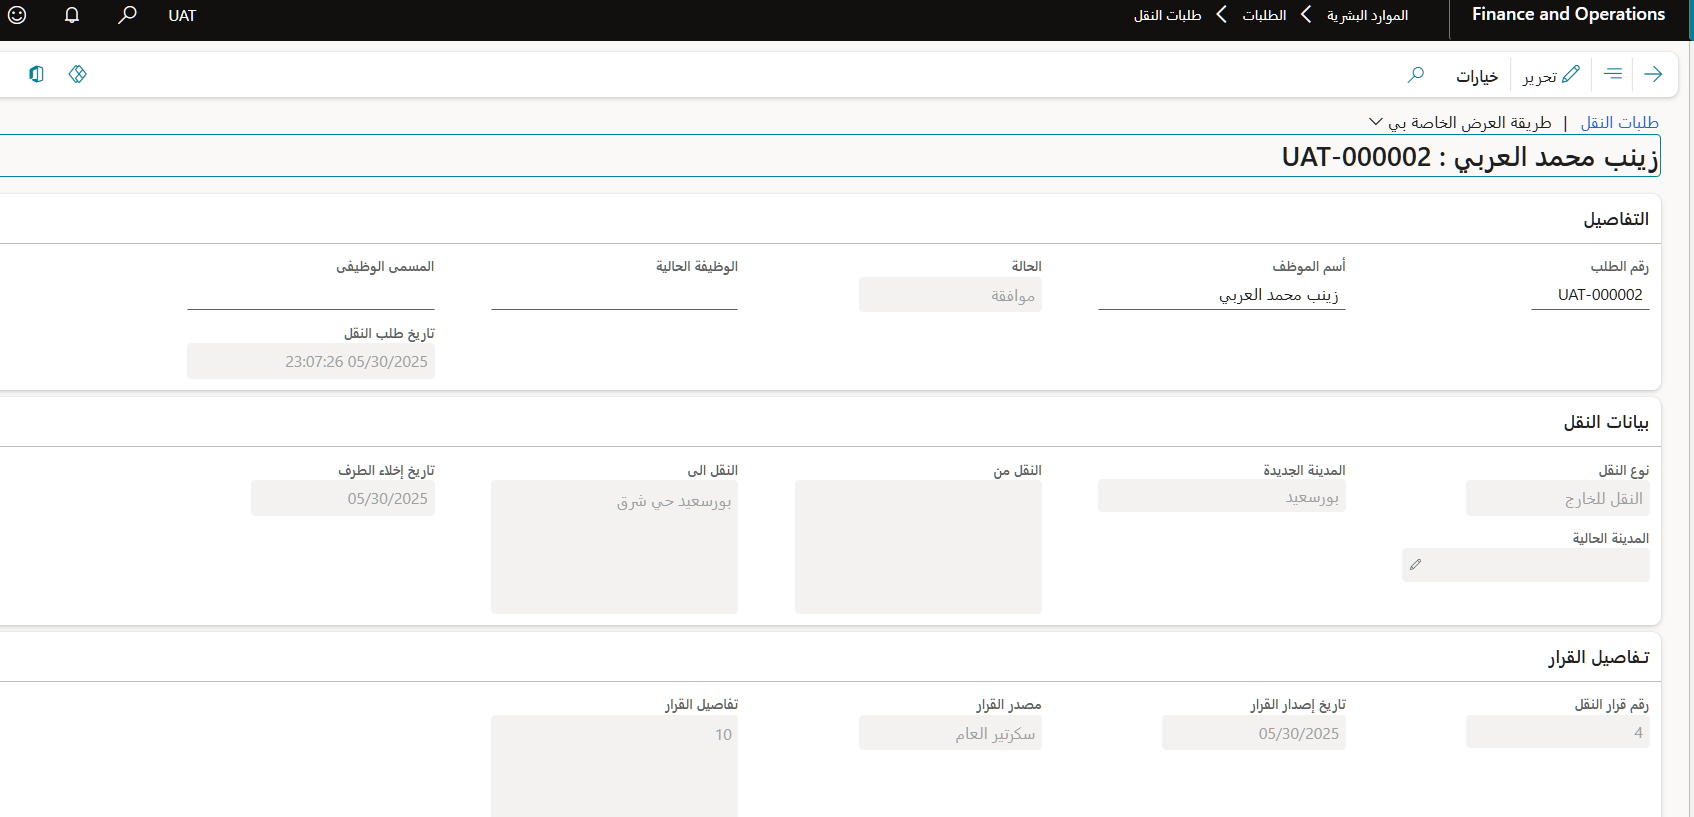 Finance and Operations
الموارد البشرية
الطلبات
طلبات النقل
UAT
تحرير
خيارات
طلبات النقل | طريقة العرض الخاصة بي
زينب محمد العربي : UAT-000002
التفاصيل
رقم الطلب
UAT-000002
أسم الموظف
زينب محمد العربي
الحالة
موافقة
الوظيفة الحالية
المسمى الوظيفى
تاريخ طلب النقل
05/30/2025 23:07:26
بيانات النقل
نوع النقل
النقل للخارج
المدينة الجديدة
بورسعيد
النقل من
النقل الى
بورسعيد حي شرق
تاريخ إخلاء الطرف
05/30/2025
المدينة الحالية
تفاصيل القرار
رقم قرار النقل
4
تاريخ إصدار القرار
05/30/2025
مصدر القرار
سكرتير العام
تفاصيل القرار
10